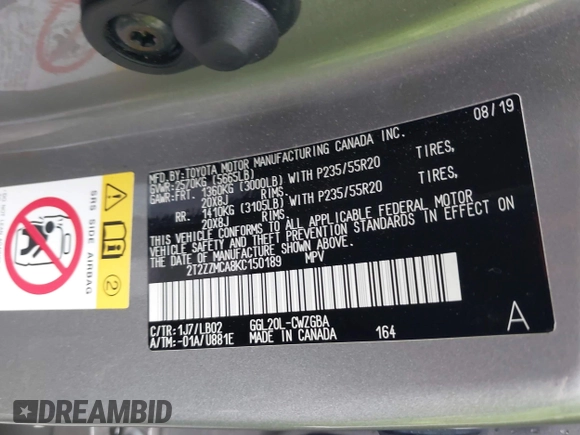 08/19
MFD.BY:TOYOTA MOTOR MANUFACTURING CANADA INC.
GVWR:2570KG (5665LB)
GAWR:FRT. 1360KG (3000LB) WITH P235/55R20 TIRES,
20X8J RIMS
RR. 1410KG (3105LB) WITH P235/55R20 TIRES,
20X8J RIMS.
THIS VEHICLE CONFORMS TO ALL APPLICABLE FEDERAL MOTOR
VEHICLE SAFETY AND THEFT PREVENTION STANDARDS IN EFFECT ON
THE DATE OF MANUFACTURE SHOWN ABOVE.
2T2ZZMCA8KC150189 MPV
C/TR:1J7/LB02 GGL20L-CWZGBA
A/TM:-01A/U881E MADE IN CANADA 164
A
SRS SIDE AIRBAG
DREAMBID